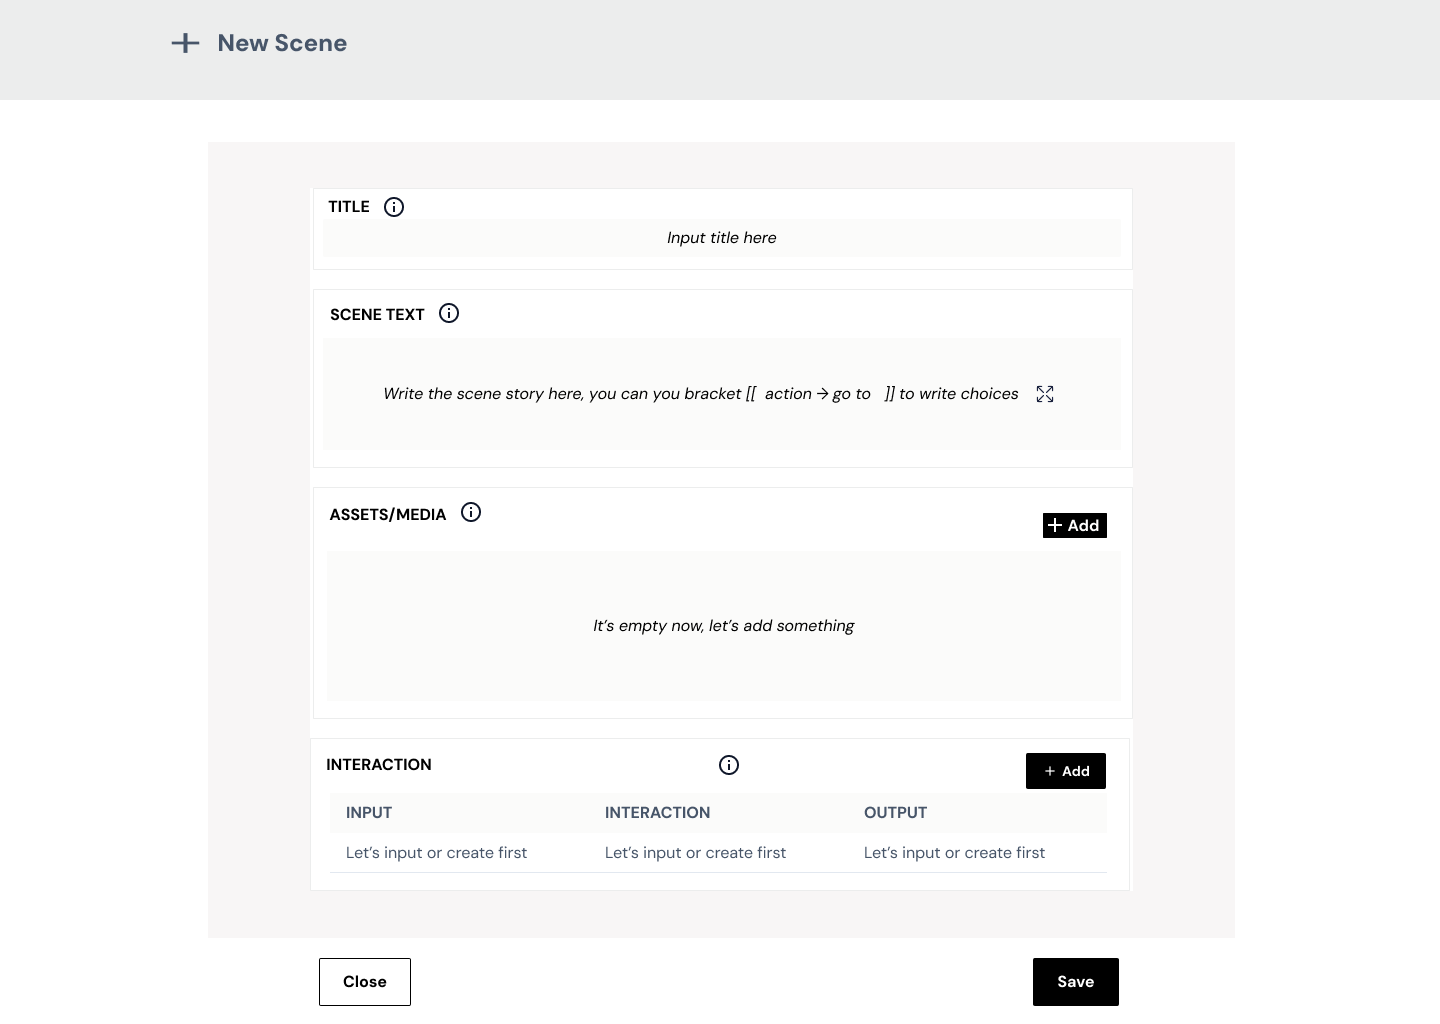 New Scene
TITLE
Input title here
SCENE TEXT
Write the scene story here, you can you bracket [[ action → go to ]] to write choices
ASSETS/MEDIA
+ Add
It’s empty now, let’s add something
INTERACTION
+ Add
INPUT INTERACTION OUTPUT
Let’s input or create first Let’s input or create first Let’s input or create first
Close Save